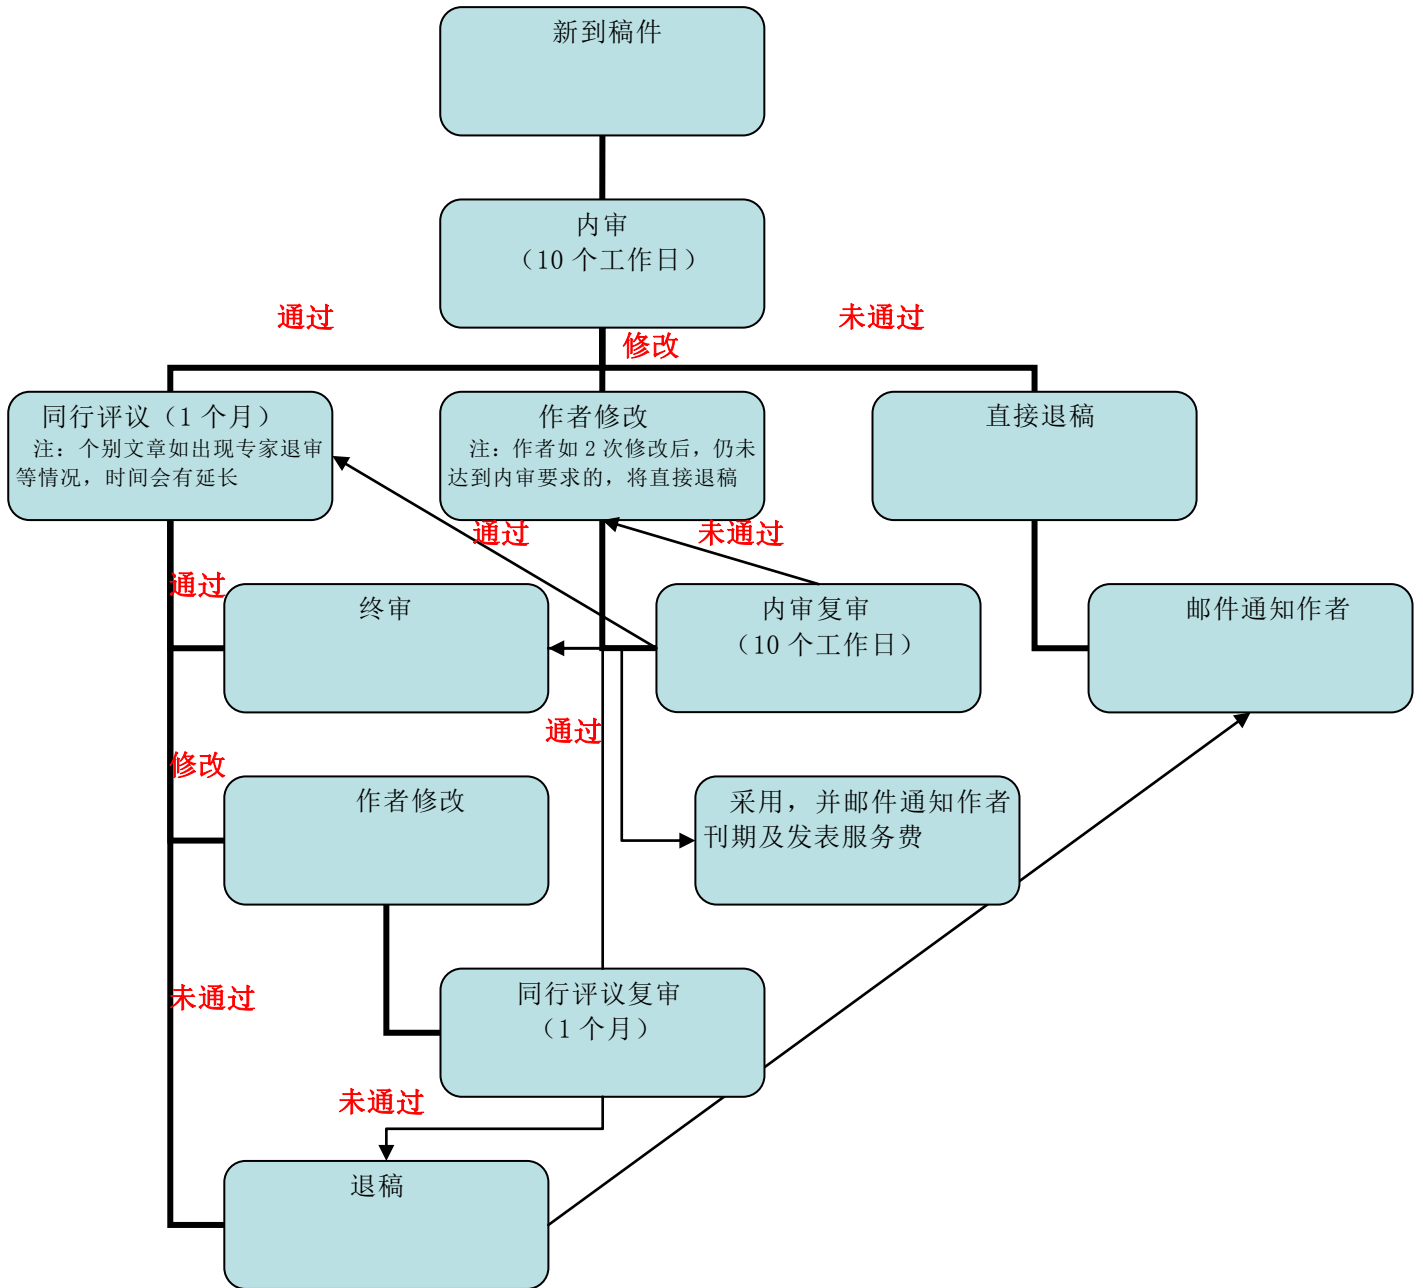 新到稿件
内审
（10 个工作日）
通过
修改
未通过
同行评议（1 个月）
注：个别文章如出现专家退审
等情况，时间会有延长
作者修改
注：作者如 2 次修改后，仍未
达到内审要求的，将直接退稿
直接退稿
通过
未通过
通过
终审
内审复审
（10 个工作日）
邮件通知作者
通过
修改
作者修改
采用，并邮件通知作者
刊期及发表服务费
未通过
同行评议复审
（1 个月）
未通过
退稿